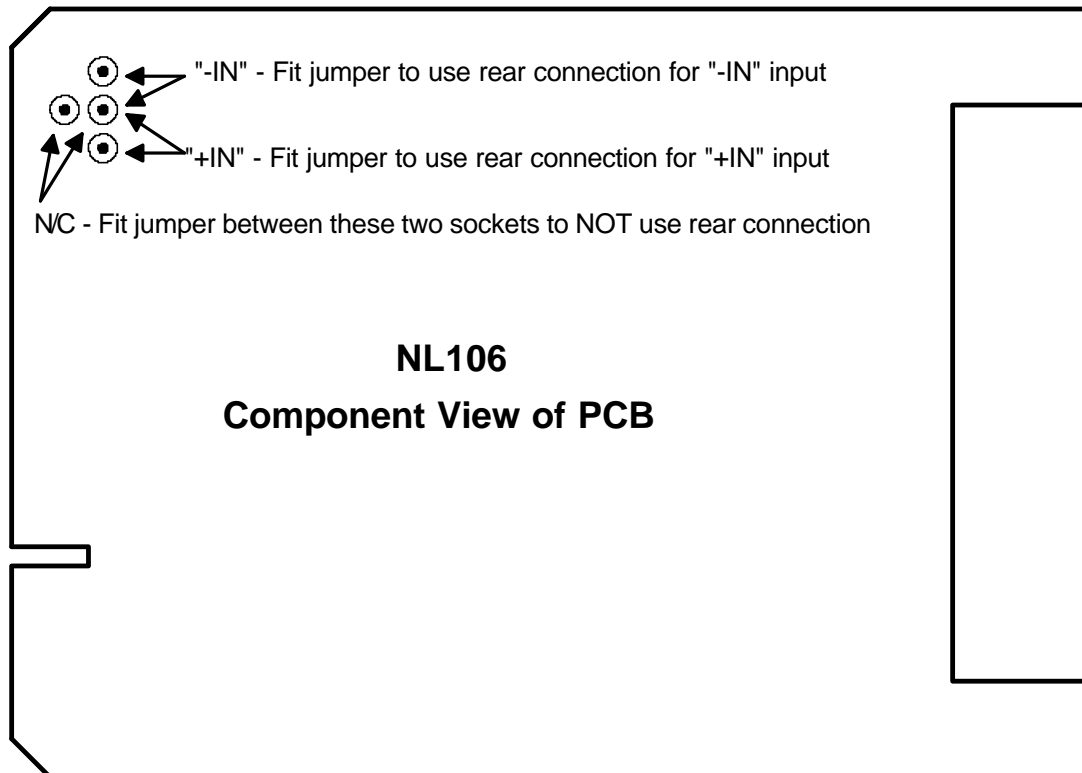 "-IN" - Fit jumper to use rear connection for "-IN" input
"+IN" - Fit jumper to use rear connection for "+IN" input
N/C - Fit jumper between these two sockets to NOT use rear connection
NL106
Component View of PCB